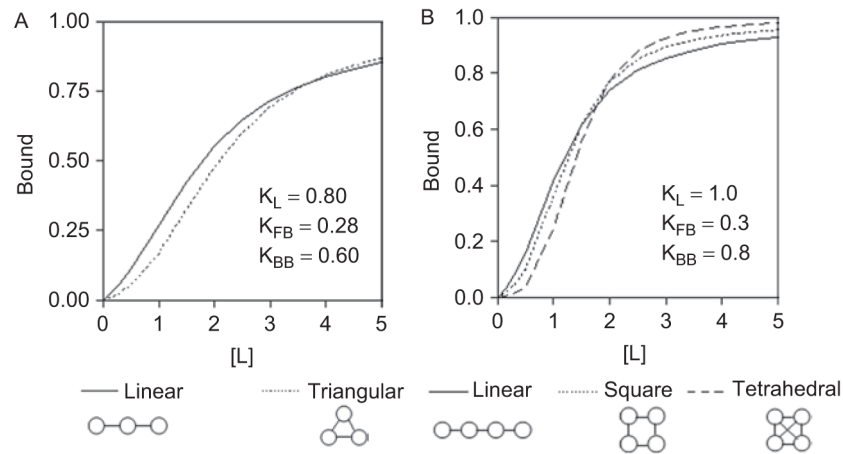 A
1.00
0.75
0.50
0.25
0.00
Bound
K_L = 0.80
K_FB = 0.28
K_BB = 0.60
0 1 2 3 4 5
[L]
B
1.0
0.8
0.6
0.4
0.2
0.0
Bound
K_L = 1.0
K_FB = 0.3
K_BB = 0.8
0 1 2 3 4 5
[L]
Linear Triangular Linear Square Tetrahedral